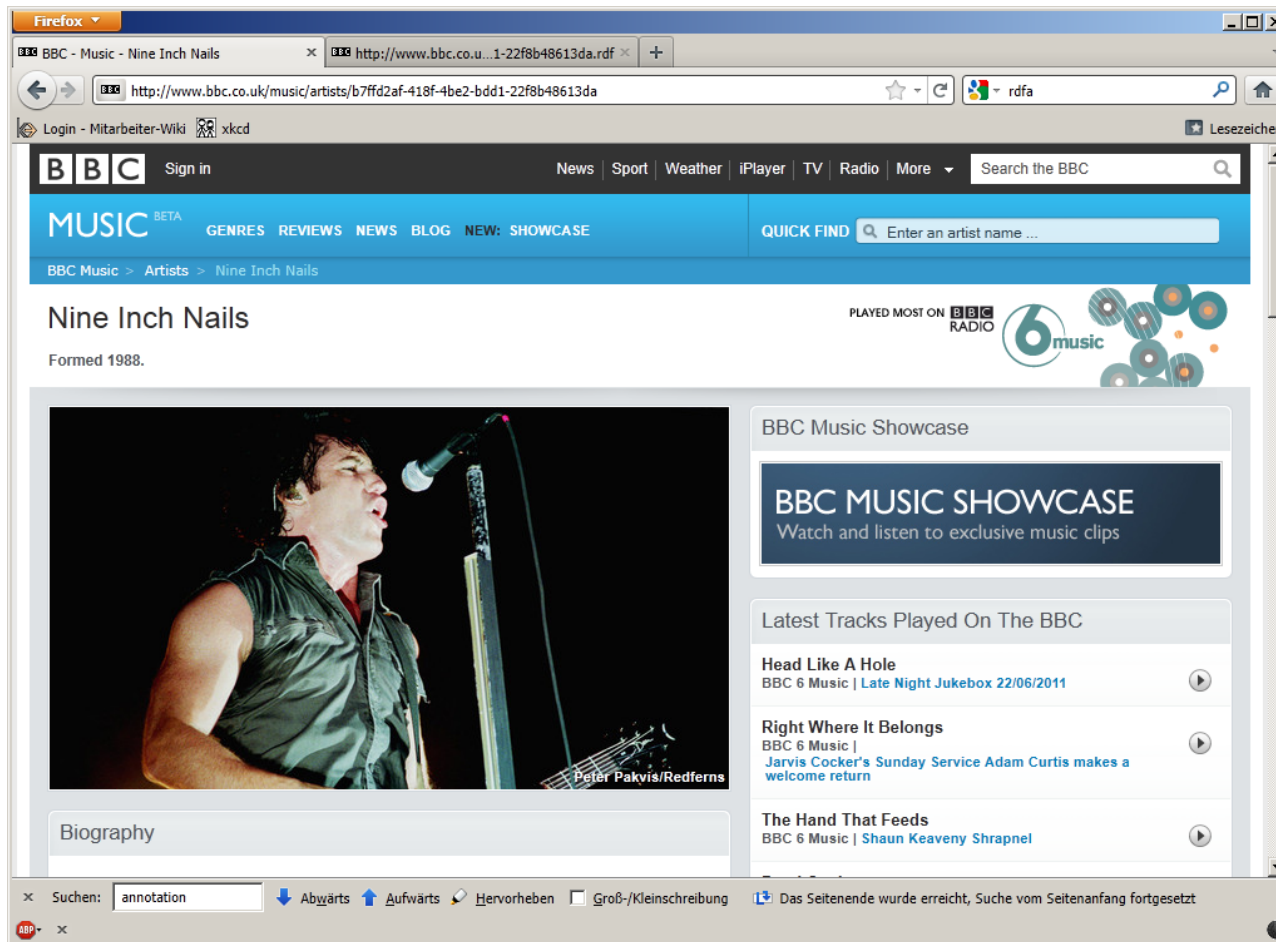 Firefox
BBC - Music - Nine Inch Nails × BBC http://www.bbc.co.u...1-22f8b48613da.rdf × +
BBC http://www.bbc.co.uk/music/artists/b7ffd2af-418f-4be2-bdd1-22f8b48613da rdfa
Login - Mitarbeiter-Wiki xkcd Lesezeichen
BBC Sign in News Sport Weather iPlayer TV Radio More Search the BBC
MUSIC BETA GENRES REVIEWS NEWS BLOG NEW: SHOWCASE QUICK FIND Enter an artist name ...
BBC Music > Artists > Nine Inch Nails
Nine Inch Nails
Formed 1988.
PLAYED MOST ON BBC
RADIO
6 music
Peter Pakvis/Redferns
Biography
BBC Music Showcase
BBC MUSIC SHOWCASE
Watch and listen to exclusive music clips
Latest Tracks Played On The BBC
Head Like A Hole
BBC 6 Music | Late Night Jukebox 22/06/2011
Right Where It Belongs
BBC 6 Music |
Jarvis Cocker's Sunday Service Adam Curtis makes a
welcome return
The Hand That Feeds
BBC 6 Music | Shaun Keaveny Shrapnel
× Suchen: annotation Abwärts Aufwärts Hervorheben Groß-/Kleinschreibung Das Seitenende wurde erreicht, Suche vom Seitenanfang fortgesetzt
ABP ×